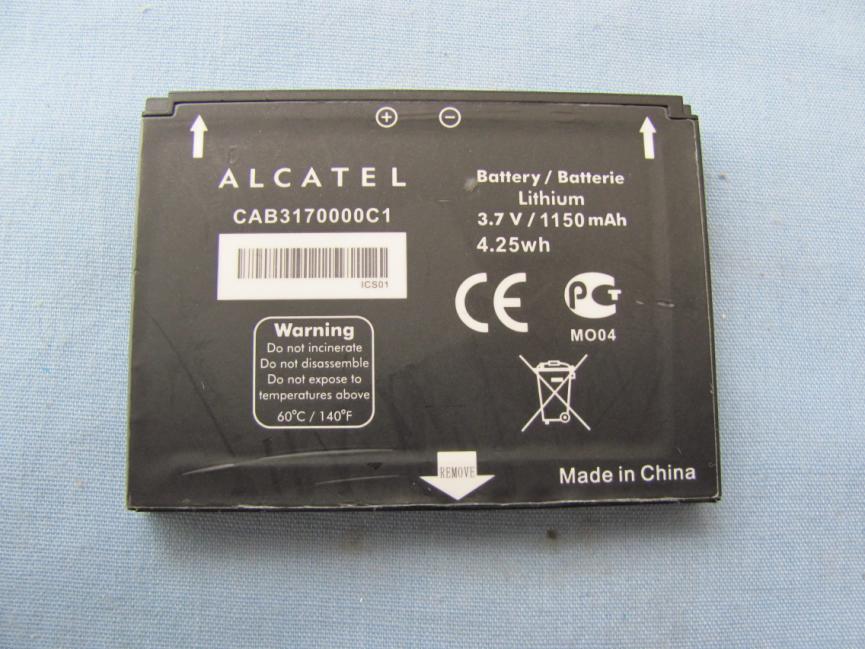 ALCATEL
CAB3170000C1
ICS01
Warning
Do not incinerate
Do not disassemble
Do not expose to
temperatures above
60°C / 140°F
Battery / Batterie
Lithium
3.7 V / 1150 mAh
4.25wh
CE
PCT
MO04
REMOVE
Made in China